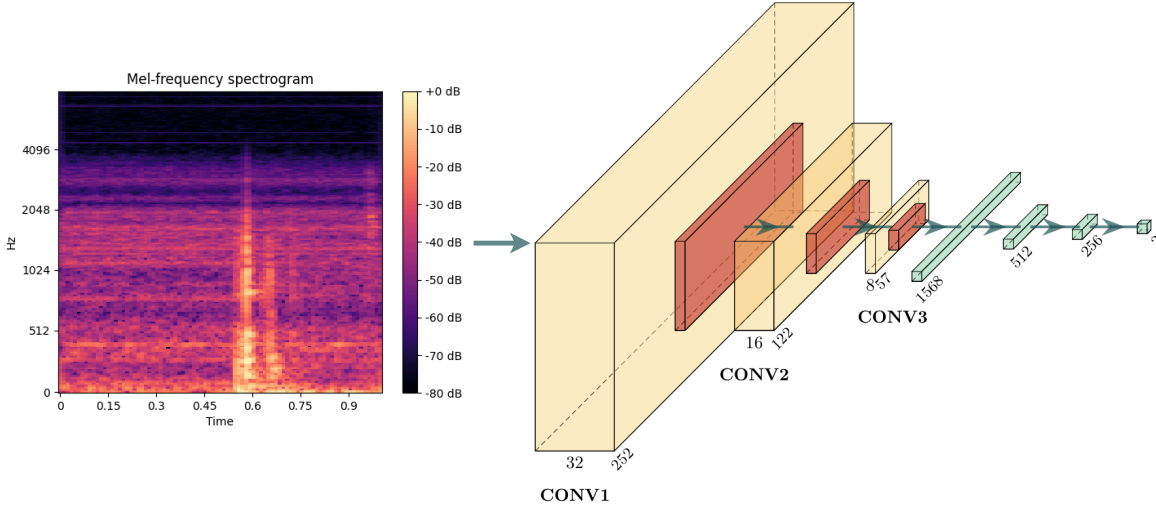 Mel-frequency spectrogram
Hz
4096
2048
1024
512
0
0
0.15
0.3
0.45
0.6
0.75
0.9
Time
+0 dB
-10 dB
-20 dB
-30 dB
-40 dB
-50 dB
-60 dB
-70 dB
-80 dB
32
252
CONV1
16
122
CONV2
8
57
CONV3
1568
512
256